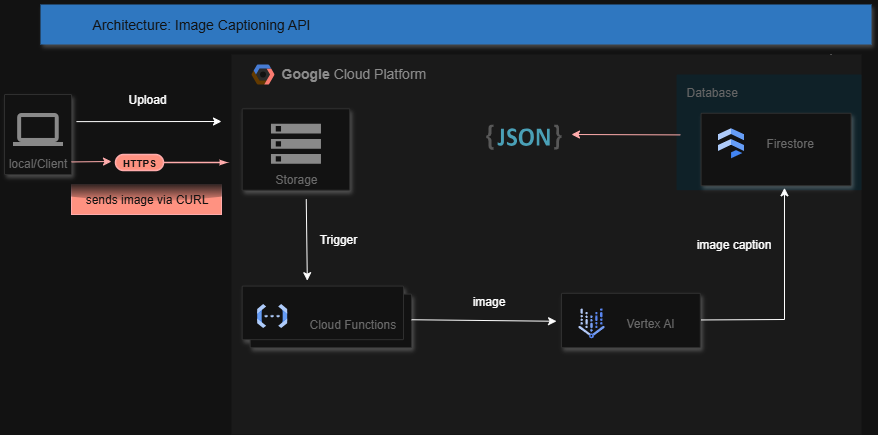 Architecture: Image Captioning API
Google Cloud Platform
Upload
Database
local/Client
HTTPS
{JSON}
Firestore
Storage
sends image via CURL
Trigger
image caption
image
Cloud Functions
Vertex AI